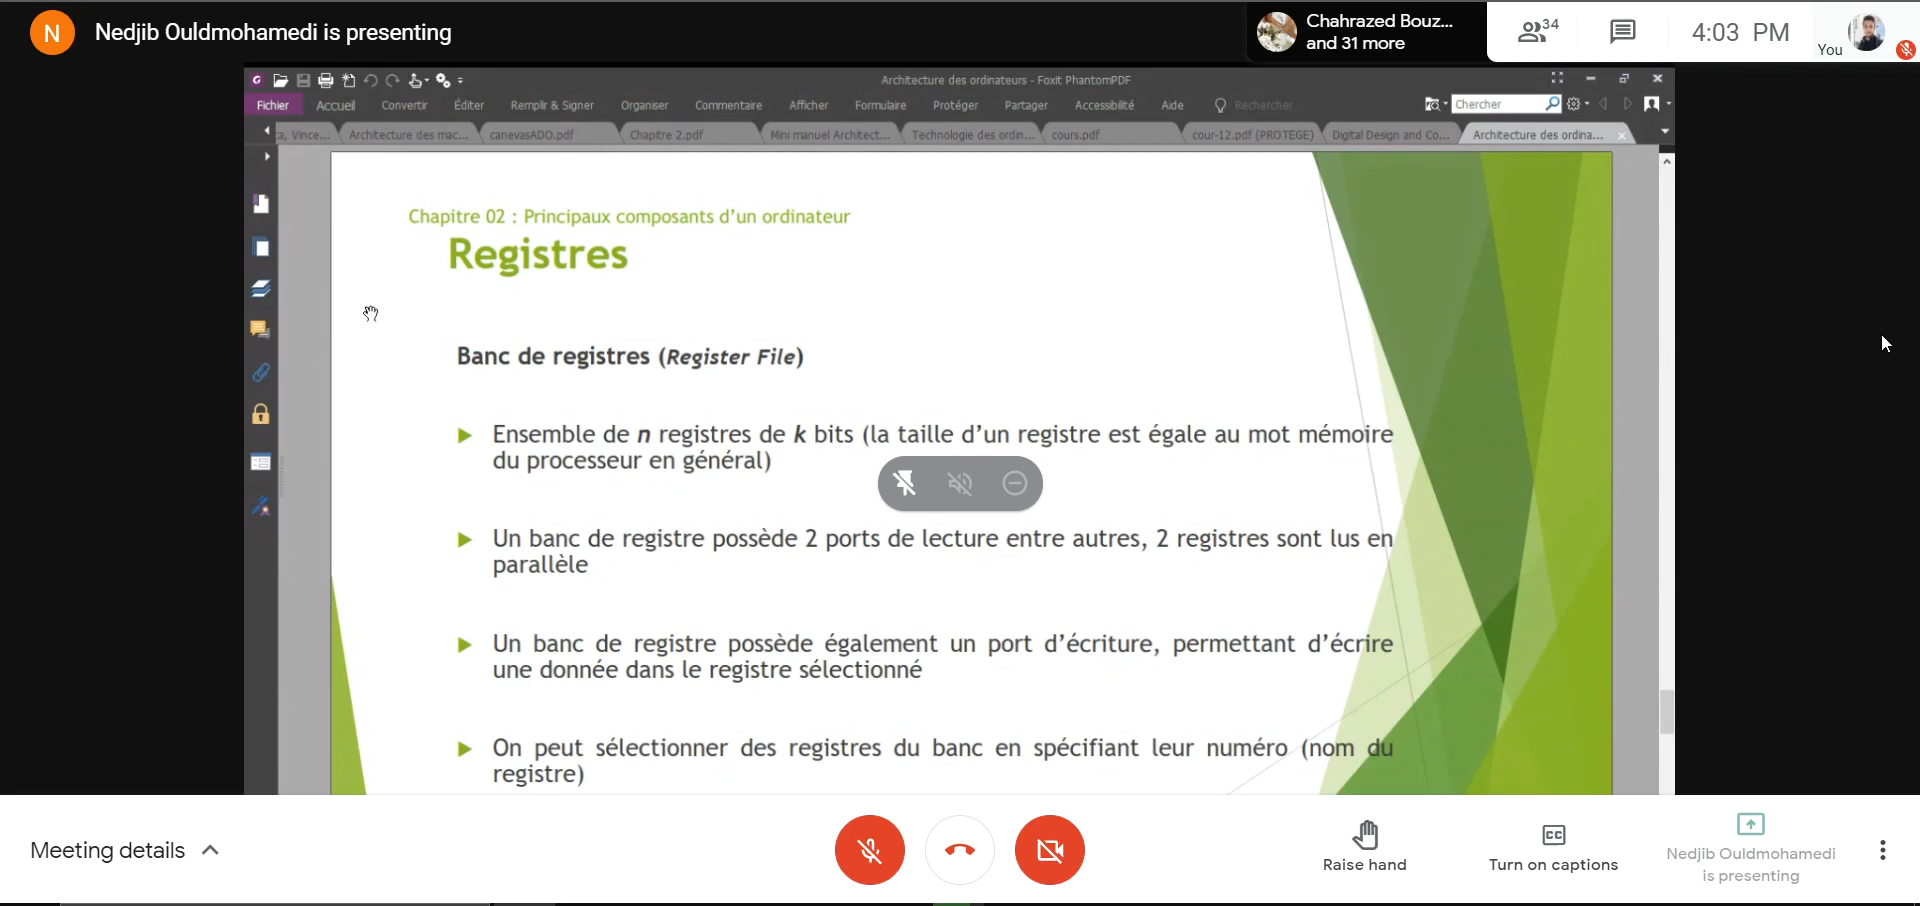 N
Nedjib Ouldmohamedi is presenting
Chahrazed Bouz...
and 31 more
34
4:03 PM
You
Architecture des ordinateurs - Foxit PhantomPDF
Fichier Accueil Convertir Éditer Remplir & Signer Organiser Commentaire Afficher Formulaire Protéger Partager Accessibilité Aide Rechercher Chercher
ta, Vince... Architecture des mac... canevasADO.pdf Chapitre 2.pdf Mini manuel Architect... Technologie des ordin... cours.pdf cour-12.pdf (PROTEGE) Digital Design and Co... Architecture des ordina...
Chapitre 02 : Principaux composants d'un ordinateur
Registres
Banc de registres (Register File)
Ensemble de n registres de k bits (la taille d'un registre est égale au mot mémoire
du processeur en général)
Un banc de registre possède 2 ports de lecture entre autres, 2 registres sont lus en
parallèle
Un banc de registre possède également un port d'écriture, permettant d'écrire
une donnée dans le registre sélectionné
On peut sélectionner des registres du banc en spécifiant leur numéro (nom du
registre)
Meeting details
Raise hand
CC
Turn on captions
Nedjib Ouldmohamedi
is presenting